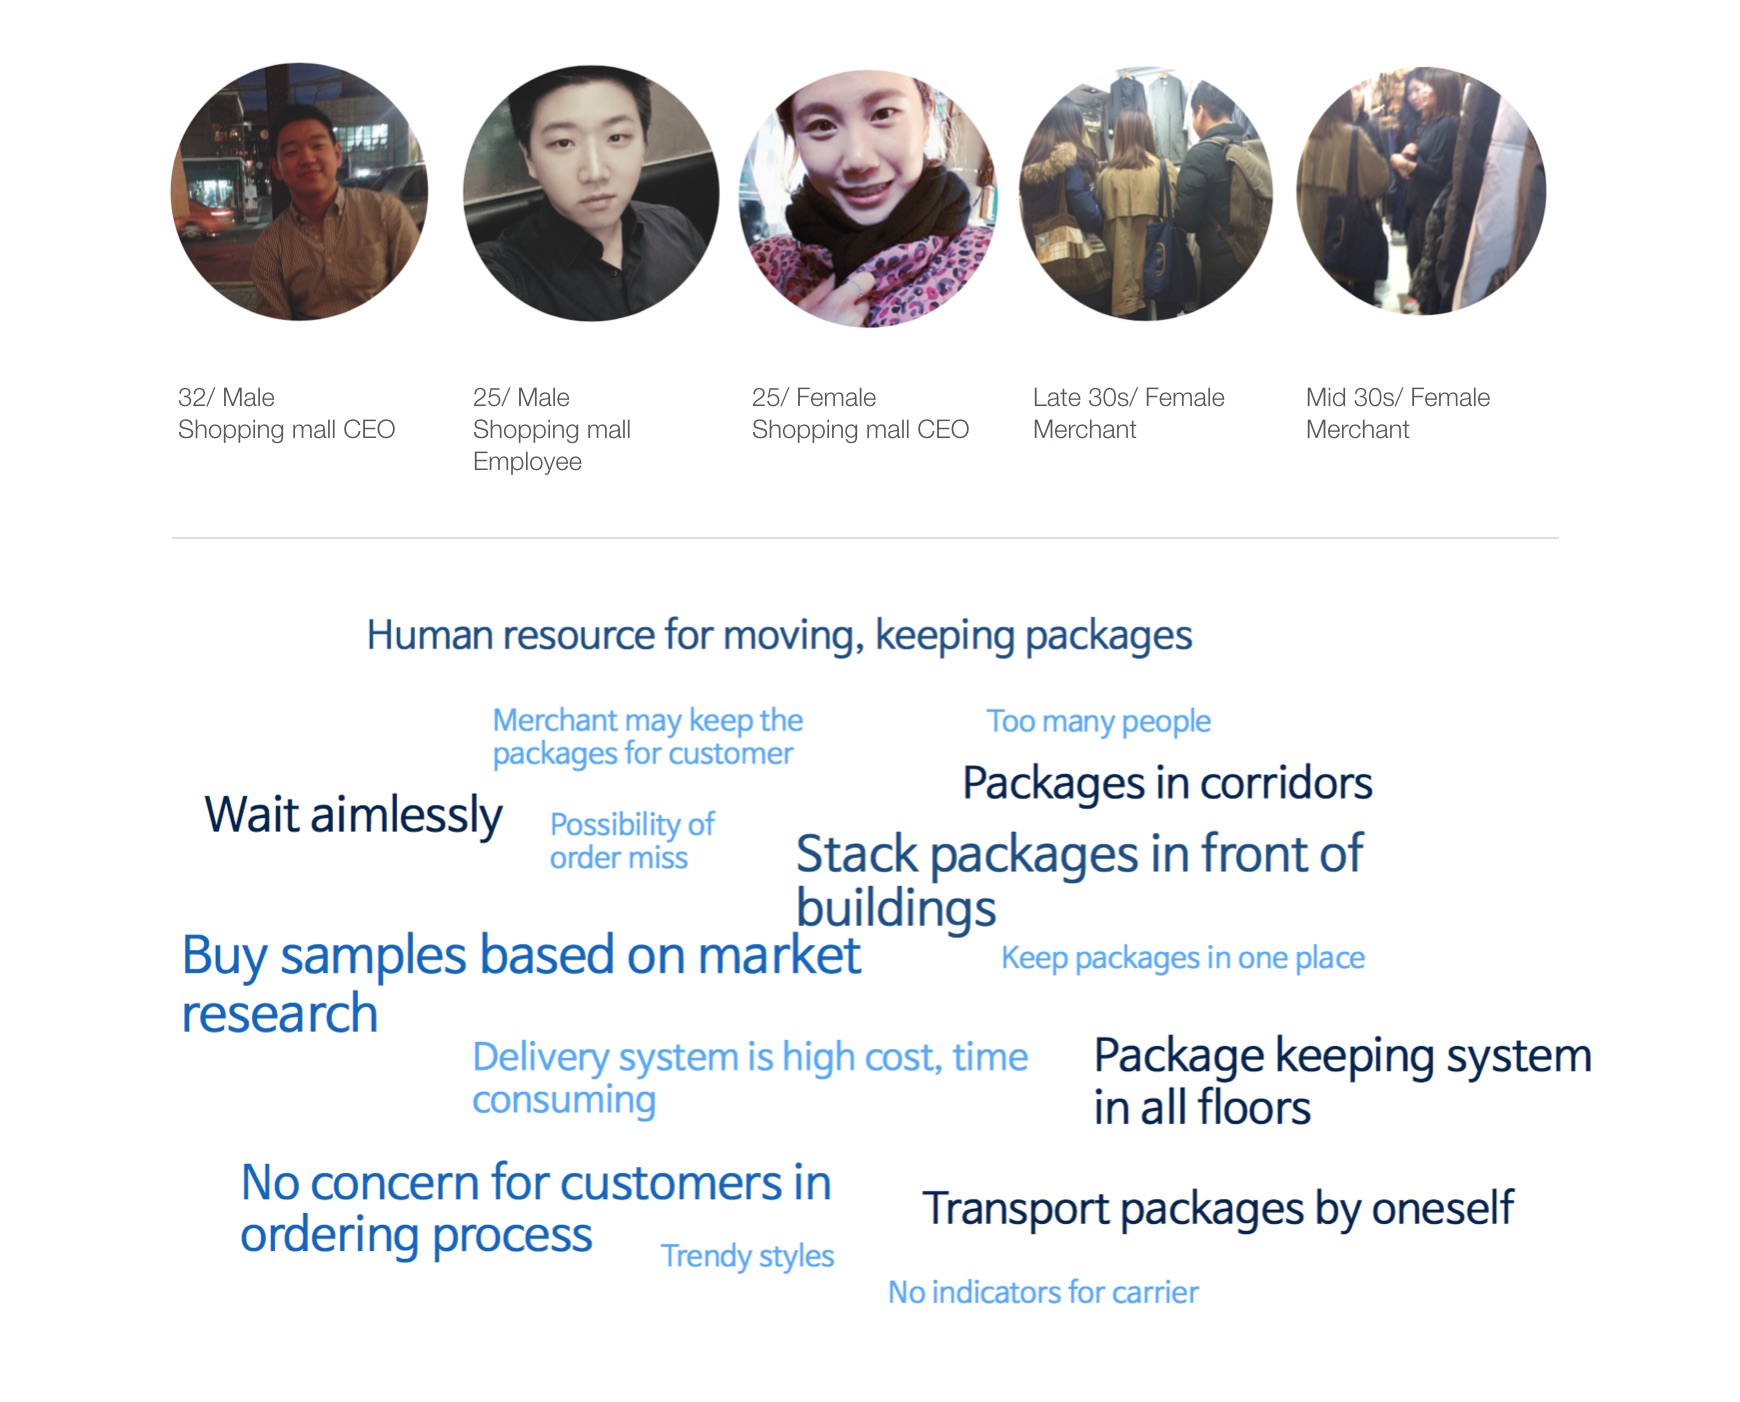 32/ Male
Shopping mall CEO
25/ Male
Shopping mall
Employee
25/ Female
Shopping mall CEO
Late 30s/ Female
Merchant
Mid 30s/ Female
Merchant
Human resource for moving, keeping packages
Merchant may keep the
packages for customer
Too many people
Packages in corridors
Wait aimlessly
Possibility of
order miss
Stack packages in front of
buildings
Buy samples based on market
research
Keep packages in one place
Delivery system is high cost, time
consuming
Package keeping system
in all floors
No concern for customers in
ordering process
Transport packages by oneself
Trendy styles
No indicators for carrier